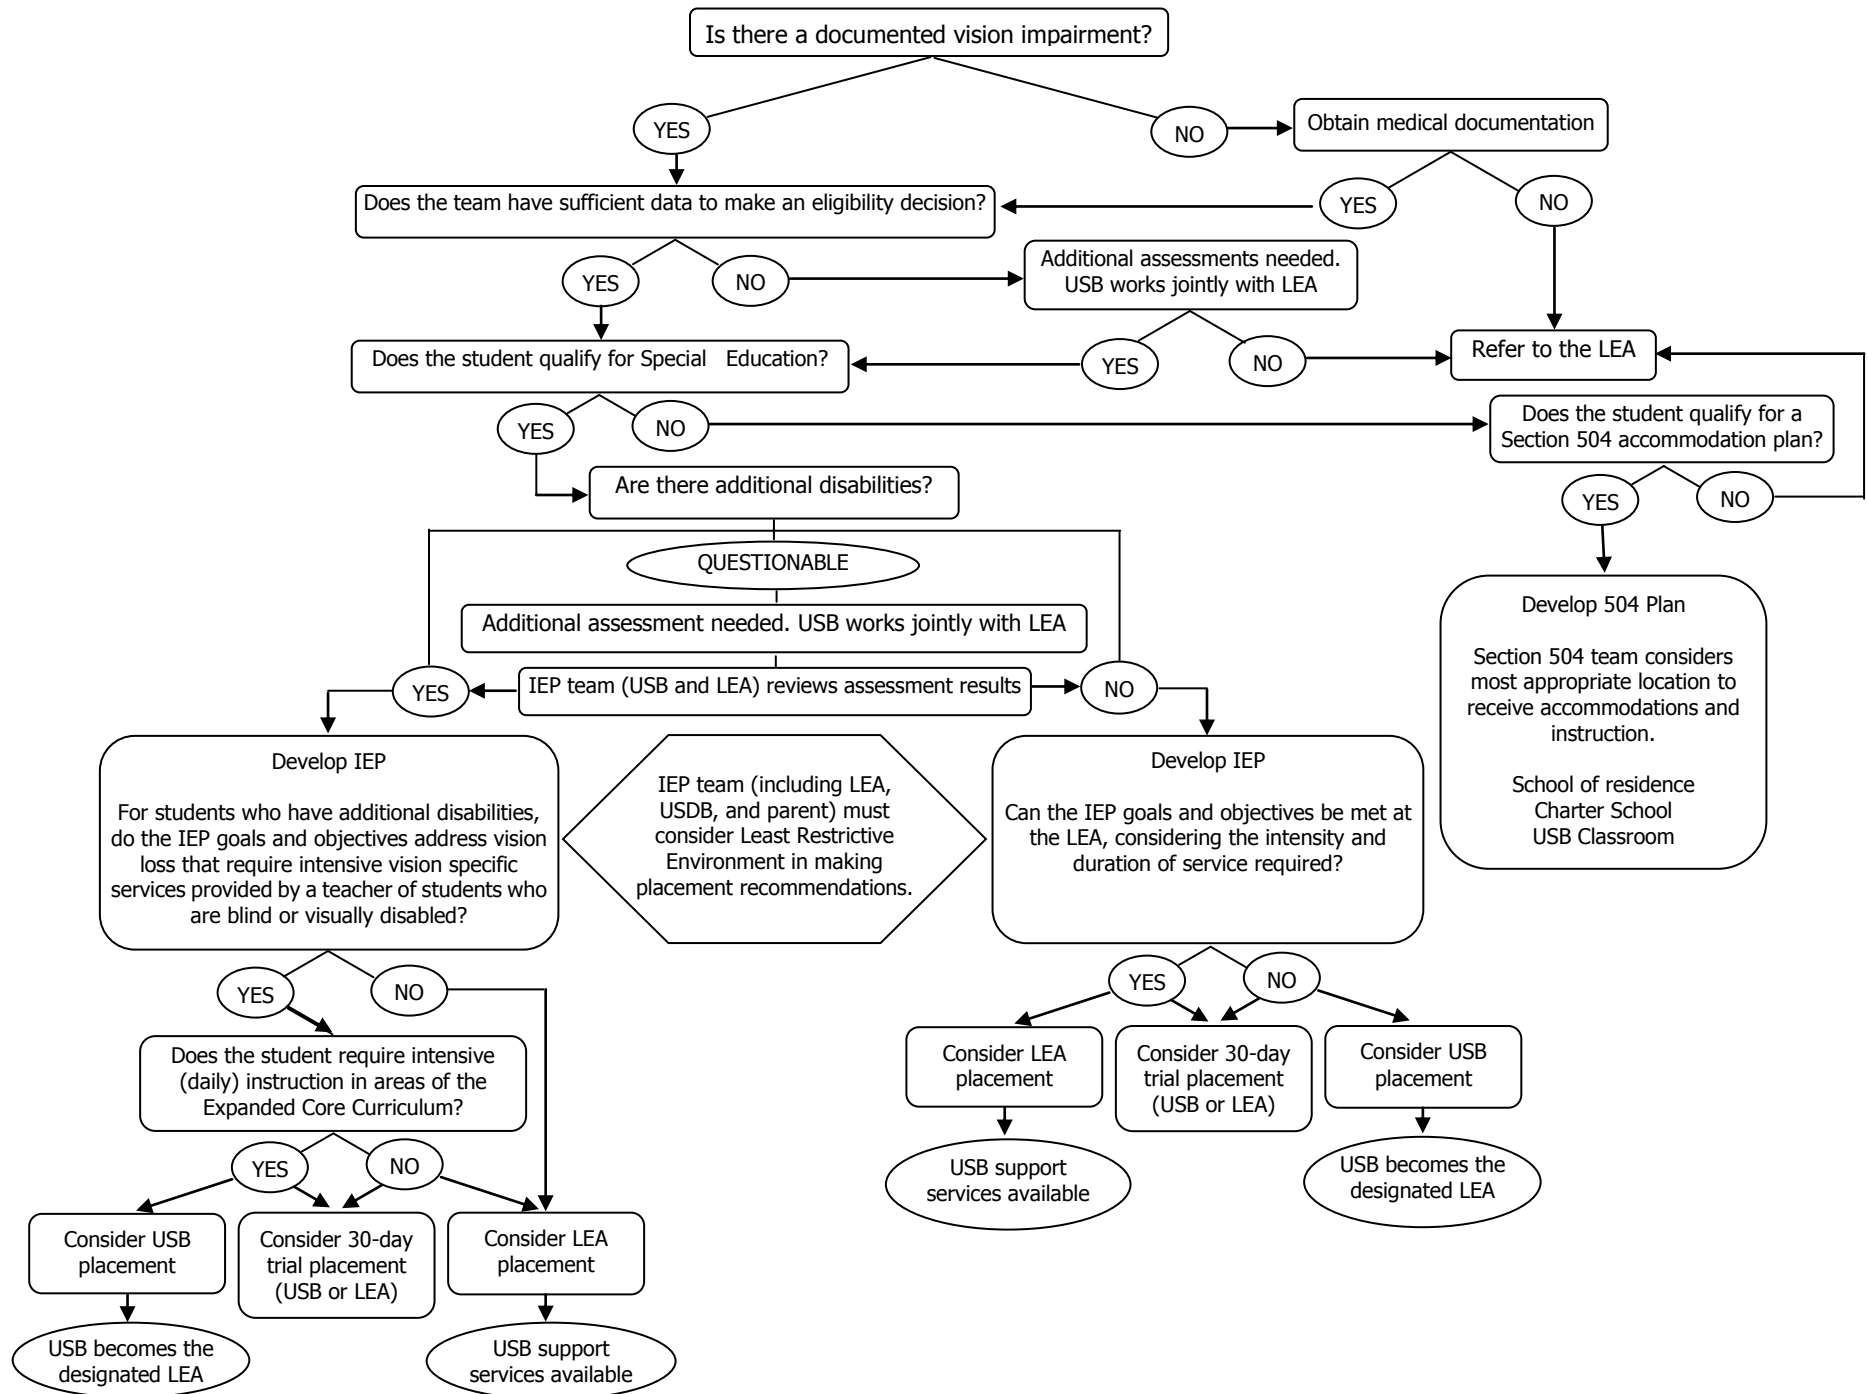 Is there a documented vision impairment?
YES
NO
Obtain medical documentation
Does the team have sufficient data to make an eligibility decision?
YES
NO
YES
NO
Additional assessments needed.
USB works jointly with LEA
Does the student qualify for Special Education?
YES
NO
Refer to the LEA
YES
NO
Does the student qualify for a
Section 504 accommodation plan?
Are there additional disabilities?
YES
NO
QUESTIONABLE
Additional assessment needed. USB works jointly with LEA
YES
IEP team (USB and LEA) reviews assessment results
NO
Develop 504 Plan
Section 504 team considers
most appropriate location to
receive accommodations and
instruction.
School of residence
Charter School
USB Classroom
Develop IEP
For students who have additional disabilities,
do the IEP goals and objectives address vision
loss that require intensive vision specific
services provided by a teacher of students who
are blind or visually disabled?
IEP team (including LEA,
USDB, and parent) must
consider Least Restrictive
Environment in making
placement recommendations.
Develop IEP
Can the IEP goals and objectives be met at
the LEA, considering the intensity and
duration of service required?
YES
NO
YES
NO
Does the student require intensive
(daily) instruction in areas of the
Expanded Core Curriculum?
Consider LEA
placement
Consider 30-day
trial placement
(USB or LEA)
Consider USB
placement
YES
NO
USB support
services available
USB becomes the
designated LEA
Consider USB
placement
Consider 30-day
trial placement
(USB or LEA)
Consider LEA
placement
USB becomes the
designated LEA
USB support
services available